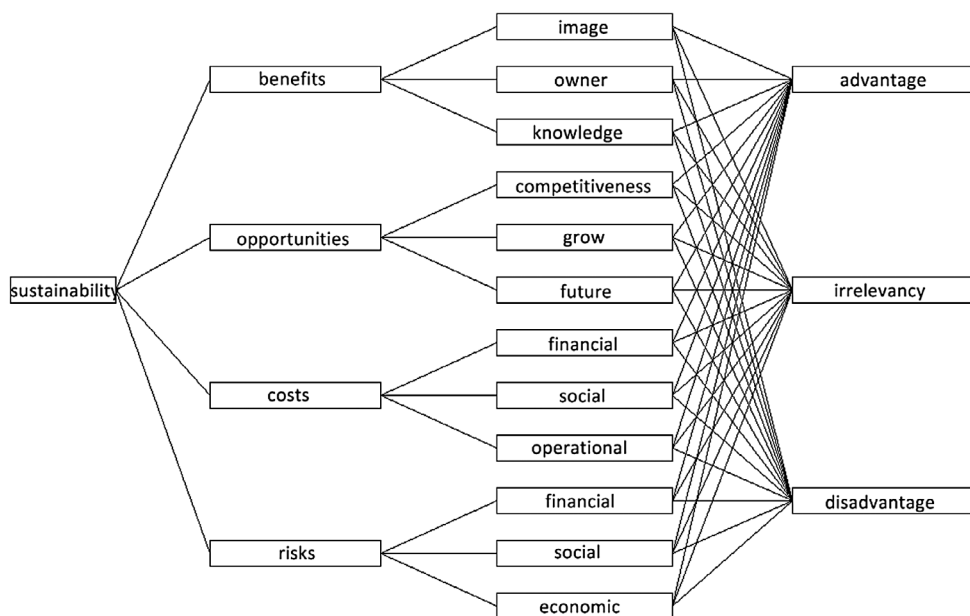 image
benefits
owner
advantage
knowledge
competitiveness
opportunities
grow
sustainability
future
irrelevancy
financial
costs
social
operational
financial
disadvantage
risks
social
economic